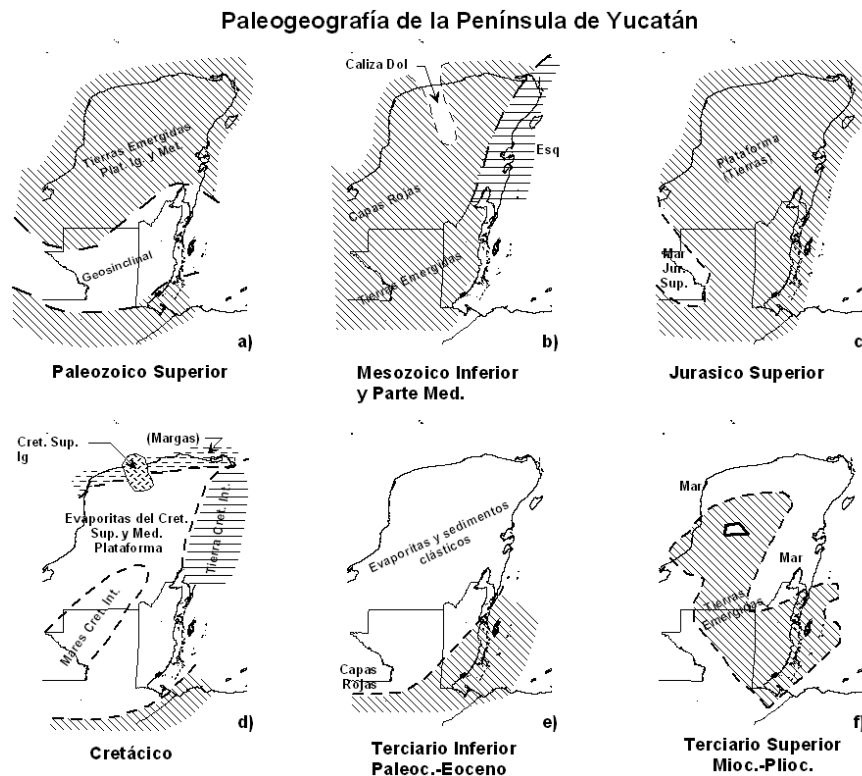 Paleogeografía de la Península de Yucatán
Tierras Emergidas
Plat. Ig. y Met.
Geosinclinal
a)
Paleozoico Superior
Caliza Dol
Esq
Capas Rojas
Tierras Emergidas
b)
Mesozoico Inferior
y Parte Med.
Plataforma
(Tierras)
Mar
Jur.
Sup.
c
Jurasico Superior
Cret. Sup.
Ig
(Margas)
Evaporitas del Cret.
Sup. y Med.
Plataforma
Tierra Cret. Int.
Mares Cret. Int.
d)
Cretácico
Evaporitas y sedimentos
clásticos
Capas
Rojas
e)
Terciario Inferior
Paleoc.-Eoceno
Mar
Mar
Tierras
Emergidas
f)
Terciario Superior
Mioc.-Plioc.